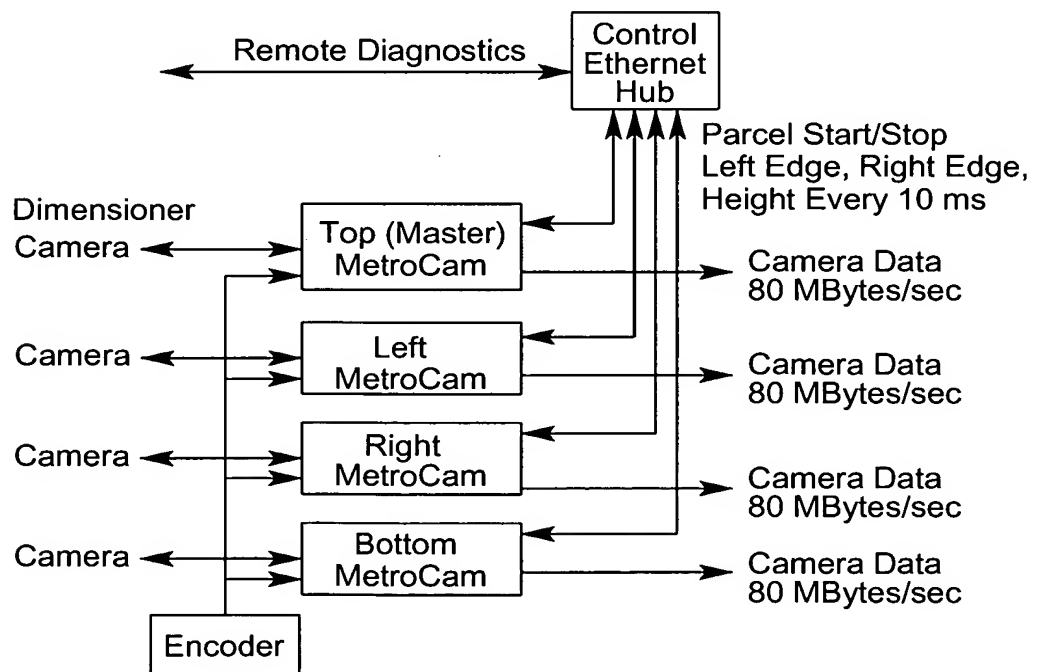 Remote Diagnostics
Control
Ethernet
Hub
Parcel Start/Stop
Left Edge, Right Edge,
Height Every 10 ms
Dimensioner
Camera
Top (Master)
MetroCam
Camera Data
80 MBytes/sec
Camera
Left
MetroCam
Camera Data
80 MBytes/sec
Camera
Right
MetroCam
Camera Data
80 MBytes/sec
Camera
Bottom
MetroCam
Camera Data
80 MBytes/sec
Encoder